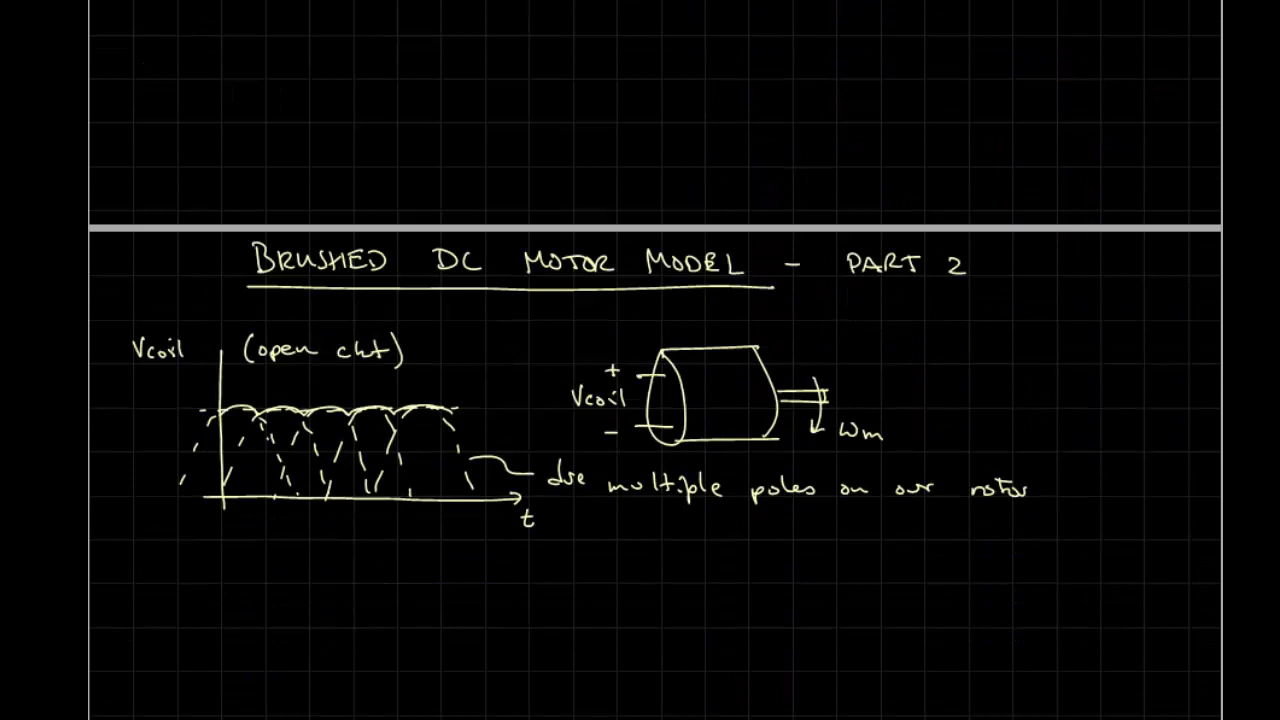 BRUSHED DC MOTOR MODEL - PART 2
Vcoil (open ckt)
+
Vcoil
-
ωm
due multiple poles on our rotor
t